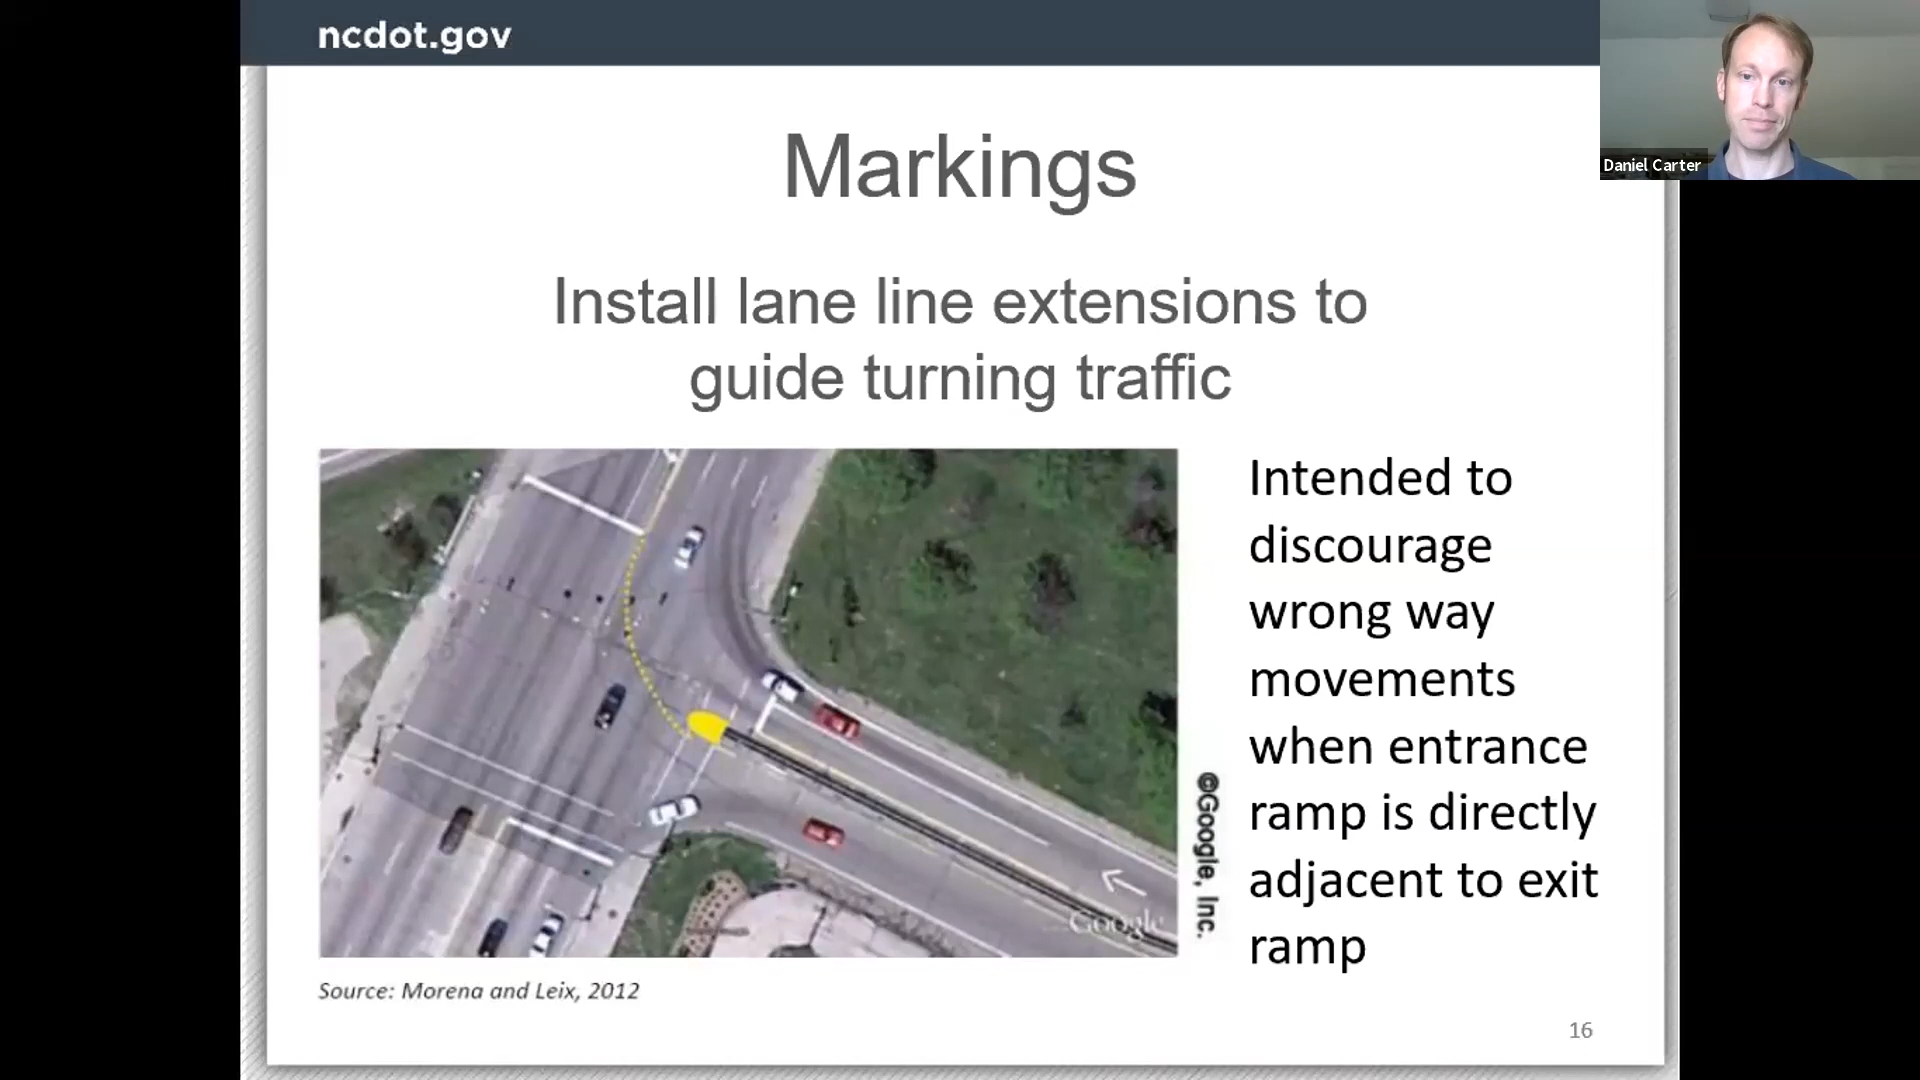 ncdot.gov
Daniel Carter
Markings
Install lane line extensions to
guide turning traffic
Intended to
discourage
wrong way
movements
when entrance
ramp is directly
adjacent to exit
ramp
Google
©Google, Inc.
Source: Morena and Leix, 2012
16